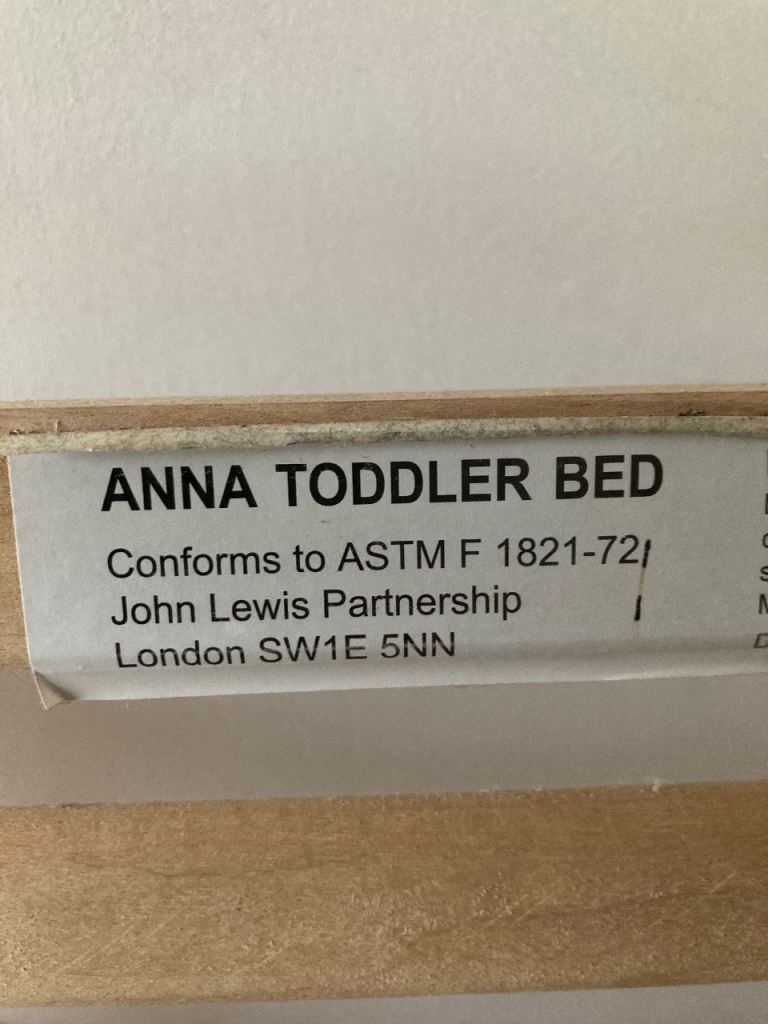 ANNA TODDLER BED
Conforms to ASTM F 1821-72
John Lewis Partnership
London SW1E 5NN